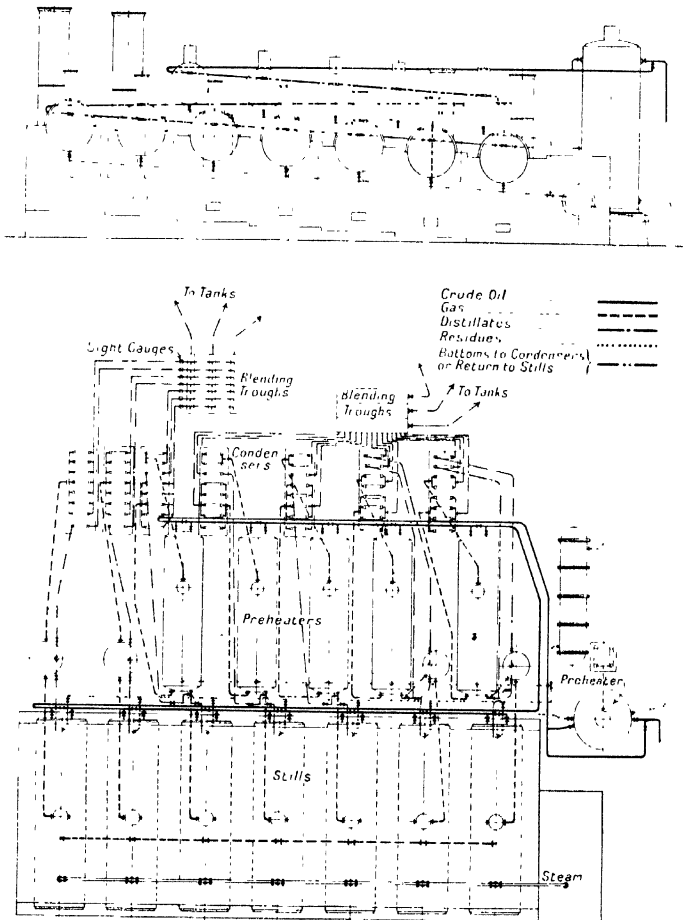 To Tanks
Crude Oil
Gas
Distillates
Residues
Bottoms to Condensers
or Return to Stills
Sight Gauges
Blending
Troughs
Blending
Troughs
To Tanks
Conden
sers
Preheaters
Preheater
Stills
Steam